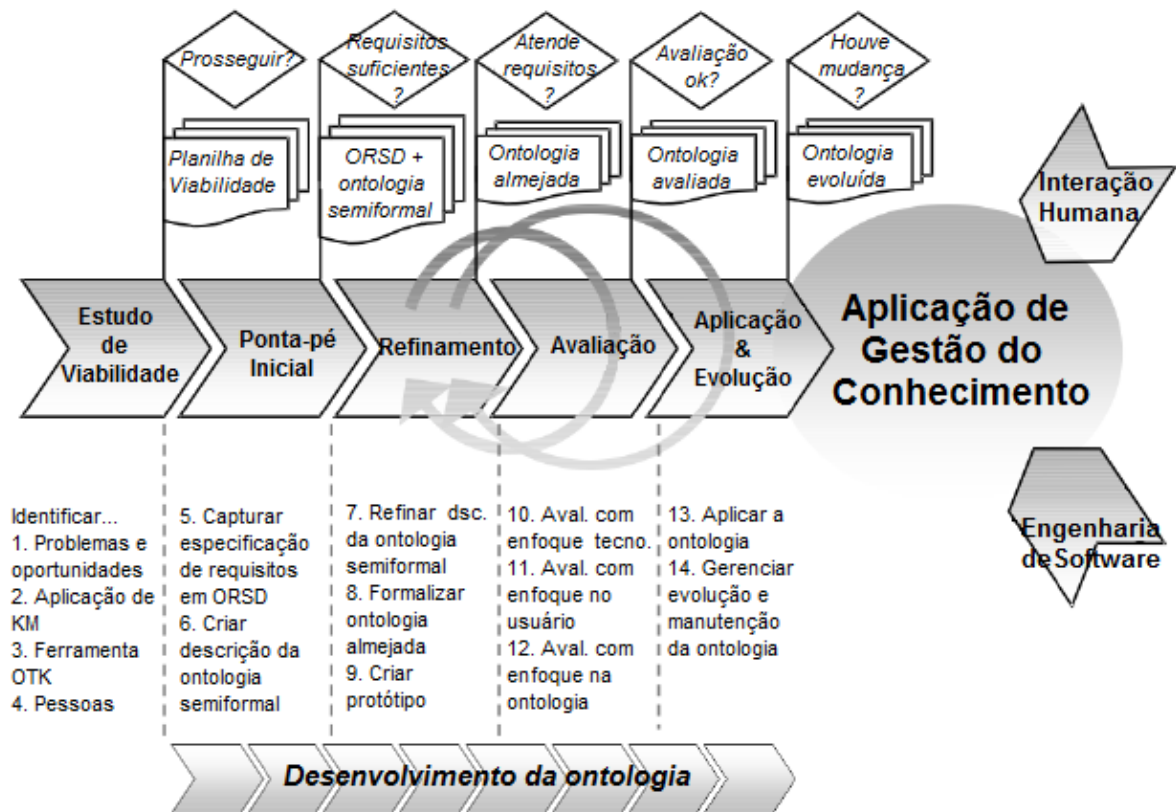 Prosseguir?
Requisitos
suficientes
?
Atende
requisitos
?
Avaliação
ok?
Houve
mudança
?
Planilha de
Viabilidade
ORSD +
ontologia
semiformal
Ontologia
almejada
Ontologia
avaliada
Ontologia
evoluída
Interação
Humana
Estudo
de
Viabilidade
Ponta-pé
Inicial
Refinamento
Avaliação
Aplicação
&
Evolução
Aplicação de
Gestão do
Conhecimento
Engenharia
de Software
Identificar...
1. Problemas e
oportunidades
2. Aplicação de
KM
3. Ferramenta
OTK
4. Pessoas
5. Capturar
especificação
de requisitos
em ORSD
6. Criar
descrição da
ontologia
semiformal
7. Refinar dsc.
da ontologia
semiformal
8. Formalizar
ontologia
almejada
9. Criar
protótipo
10. Aval. com
enfoque tecno.
11. Aval. com
enfoque no
usuário
12. Aval. com
enfoque na
ontologia
13. Aplicar a
ontologia
14. Gerenciar
evolução e
manutenção
da ontologia
Desenvolvimento da ontologia